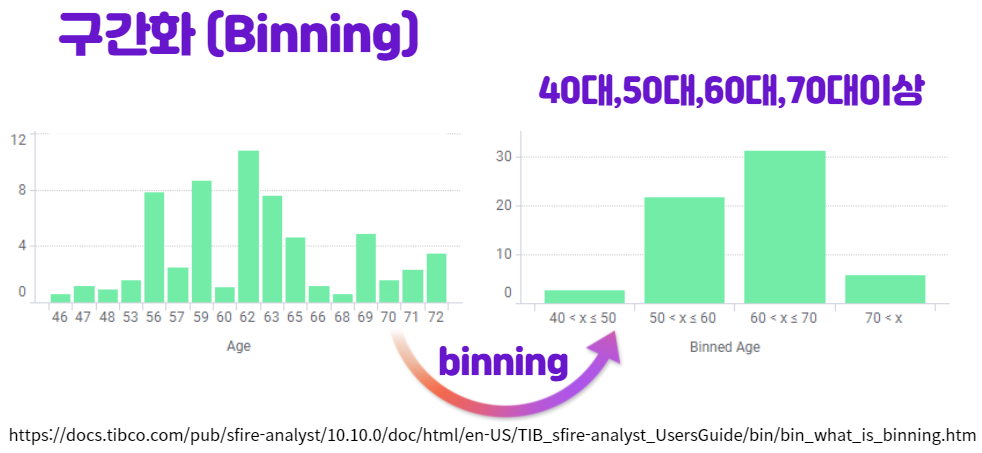 구간화 (Binning)
40대,50대,60대,70대이상
12
8
4
0
46 47 48 53 56 57 59 60 62 63 65 66 68 69 70 71 72
Age
30
20
10
0
40 < x ≤ 50 50 < x ≤ 60 60 < x ≤ 70 70 < x
Binned Age
binning
https://docs.tibco.com/pub/sfire-analyst/10.10.0/doc/html/en-US/TIB_sfire-analyst_UsersGuide/bin/bin_what_is_binning.htm